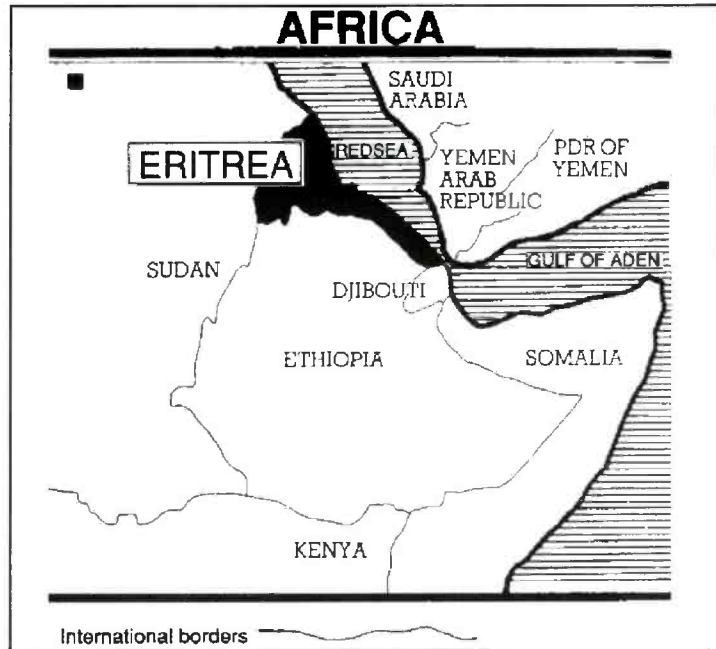 AFRICA
SAUDI
ARABIA
REDSEA
YEMEN
ARAB
REPUBLIC
PDR OF
YEMEN
ERITREA
SUDAN
GULF OF ADEN
DJIBOUTI
ETHIOPIA
SOMALIA
KENYA
International borders